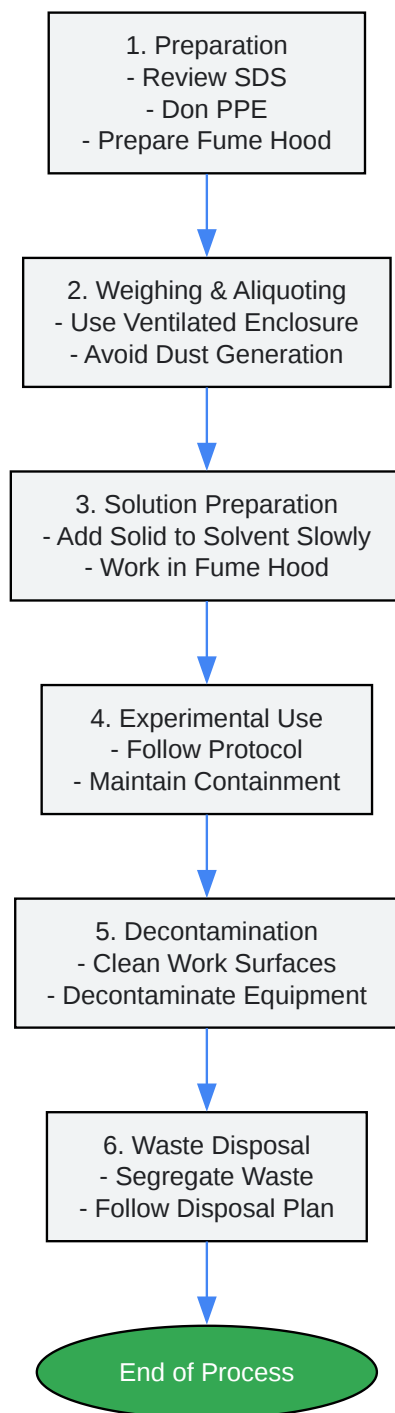 1. Preparation
- Review SDS
- Don PPE
- Prepare Fume Hood
2. Weighing & Aliquoting
- Use Ventilated Enclosure
- Avoid Dust Generation
3. Solution Preparation
- Add Solid to Solvent Slowly
- Work in Fume Hood
4. Experimental Use
- Follow Protocol
- Maintain Containment
5. Decontamination
- Clean Work Surfaces
- Decontaminate Equipment
6. Waste Disposal
- Segregate Waste
- Follow Disposal Plan
End of Process